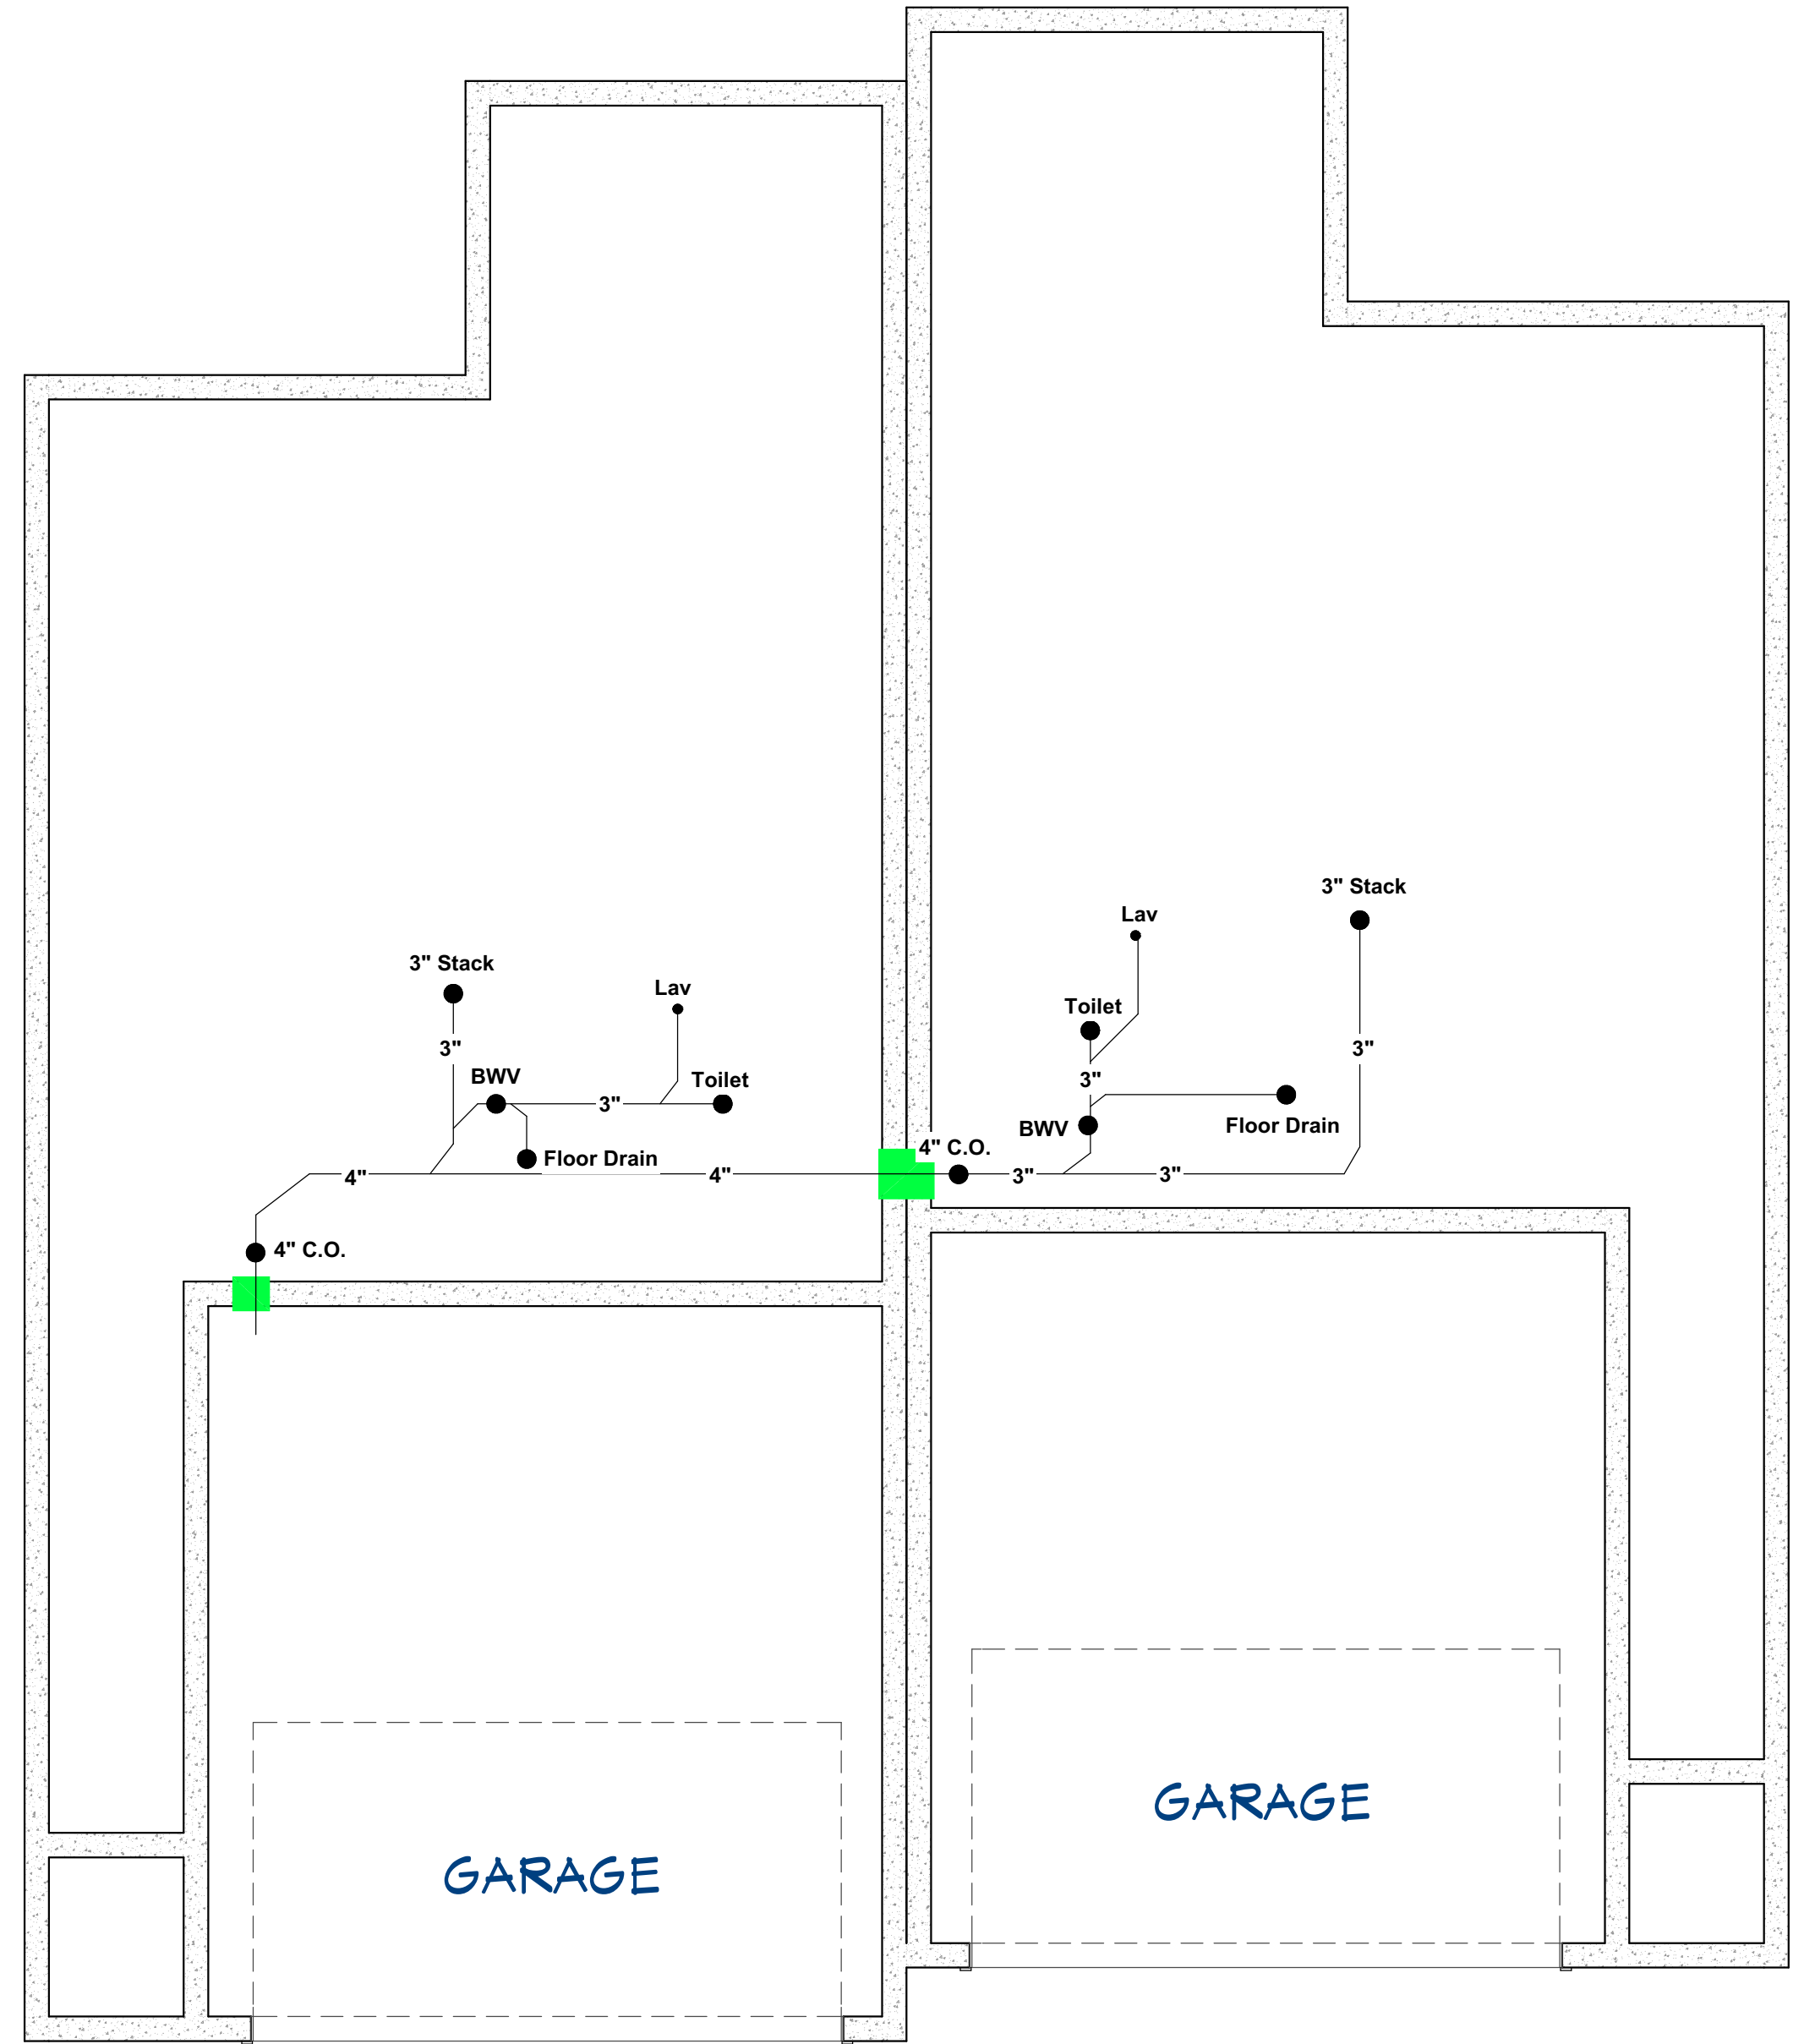 3" Stack
Lav
3" Stack
Lav
Toilet
3"
3"
BWV
Toilet
3"
3"
BWV
Floor Drain
Floor Drain
4" C.O.
4"
4"
3"
3"
4" C.O.
GARAGE
GARAGE